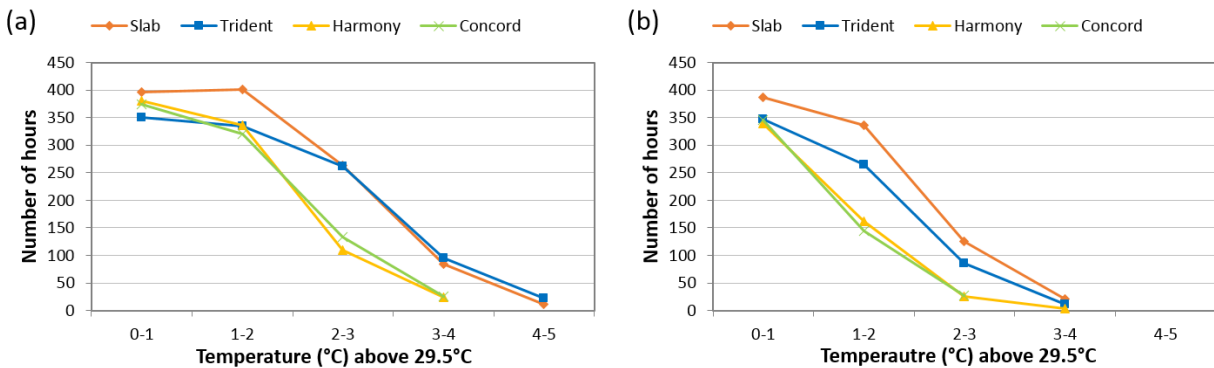 (a)
Slab Trident Harmony Concord
450
400
350
300
250
200
150
100
50
0
Number of hours
0-1 1-2 2-3 3-4 4-5
Temperature (°C) above 29.5°C
(b)
Slab Trident Harmony Concord
450
400
350
300
250
200
150
100
50
0
Number of hours
0-1 1-2 2-3 3-4 4-5
Temperautre (°C) above 29.5°C